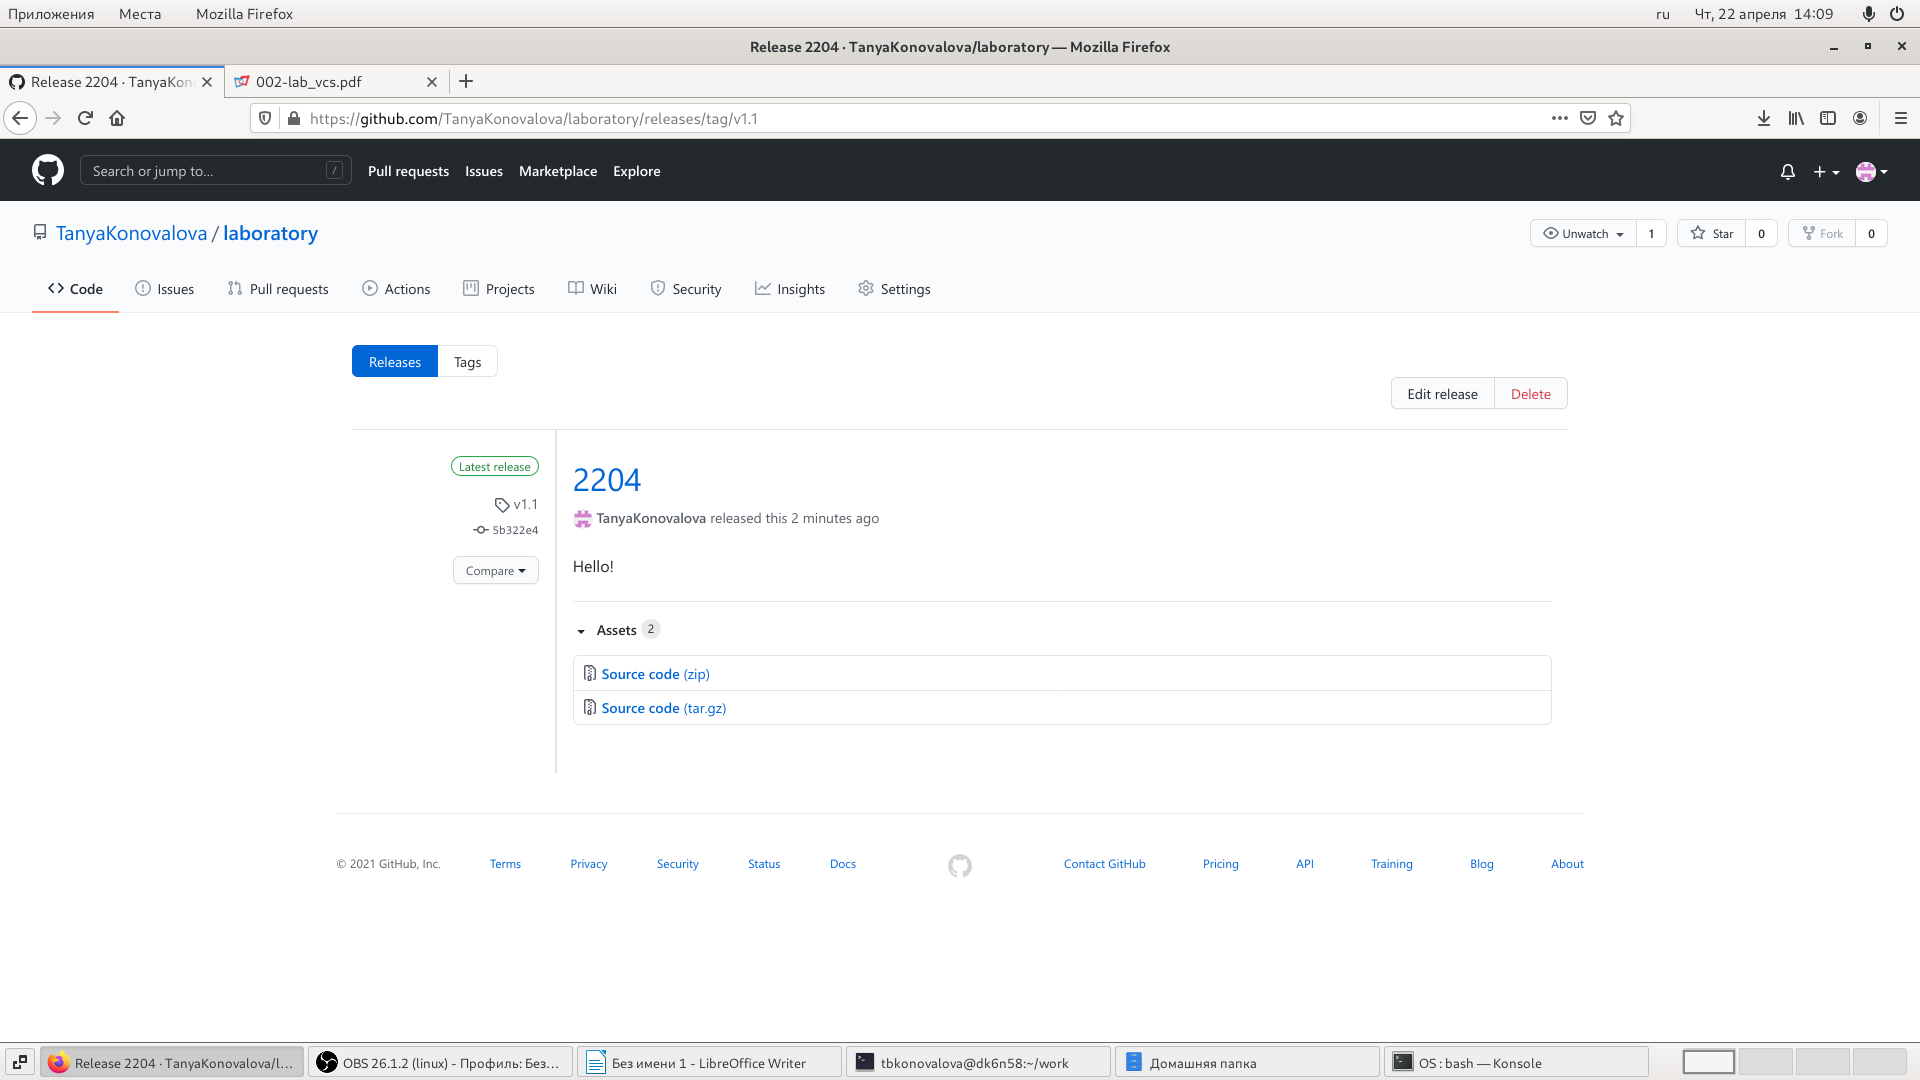 Приложения Места Mozilla Firefox ru Чт, 22 апреля 14:09
Release 2204 · TanyaKonovalova/laboratory — Mozilla Firefox
Release 2204 · TanyaKon 002-lab_vcs.pdf
https://github.com/TanyaKonovalova/laboratory/releases/tag/v1.1
Search or jump to... / Pull requests Issues Marketplace Explore
TanyaKonovalova / laboratory Unwatch 1 Star 0 Fork 0
Code Issues Pull requests Actions Projects Wiki Security Insights Settings
Releases Tags
Edit release Delete
Latest release
v1.1
5b322e4
Compare
2204
TanyaKonovalova released this 2 minutes ago
Hello!
Assets 2
Source code (zip)
Source code (tar.gz)
© 2021 GitHub, Inc. Terms Privacy Security Status Docs Contact GitHub Pricing API Training Blog About
Release 2204 · TanyaKonovalova/l... OBS 26.1.2 (linux) - Профиль: Без... Без имени 1 - LibreOffice Writer tbkonovalova@dk6n58:~/work Домашняя папка OS : bash — Konsole